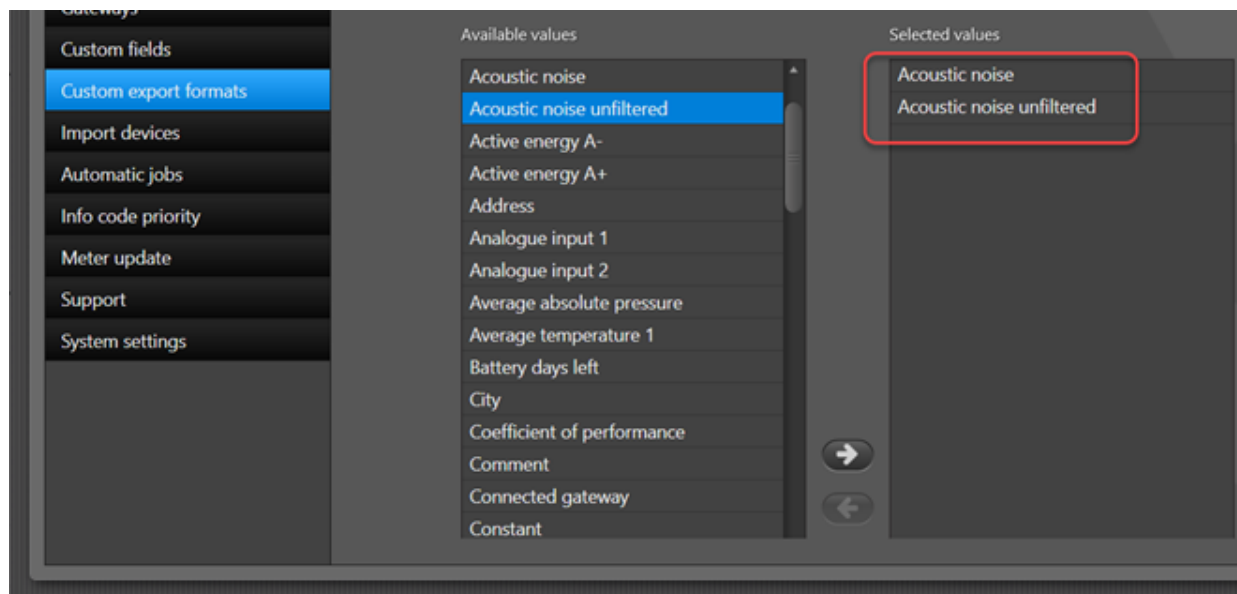 Gateways
Custom fields
Custom export formats
Import devices
Automatic jobs
Info code priority
Meter update
Support
System settings
Available values
Acoustic noise
Acoustic noise unfiltered
Active energy A-
Active energy A+
Address
Analogue input 1
Analogue input 2
Average absolute pressure
Average temperature 1
Battery days left
City
Coefficient of performance
Comment
Connected gateway
Constant
Selected values
Acoustic noise
Acoustic noise unfiltered